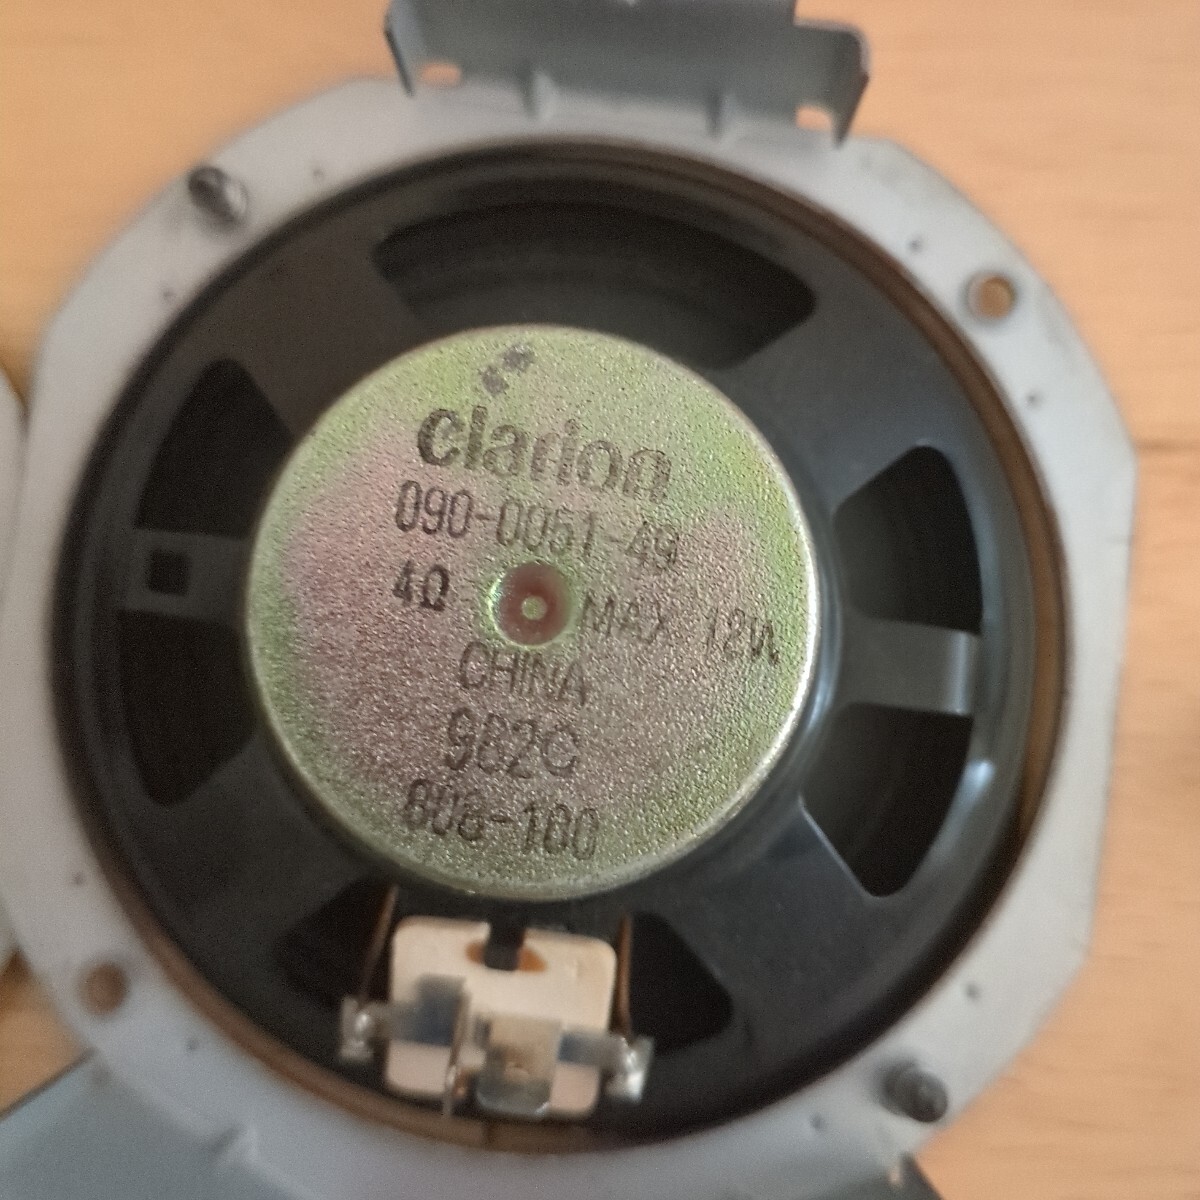 clarion
090-0051-49
4Ω MAX 12W
CHINA
982C
808-100